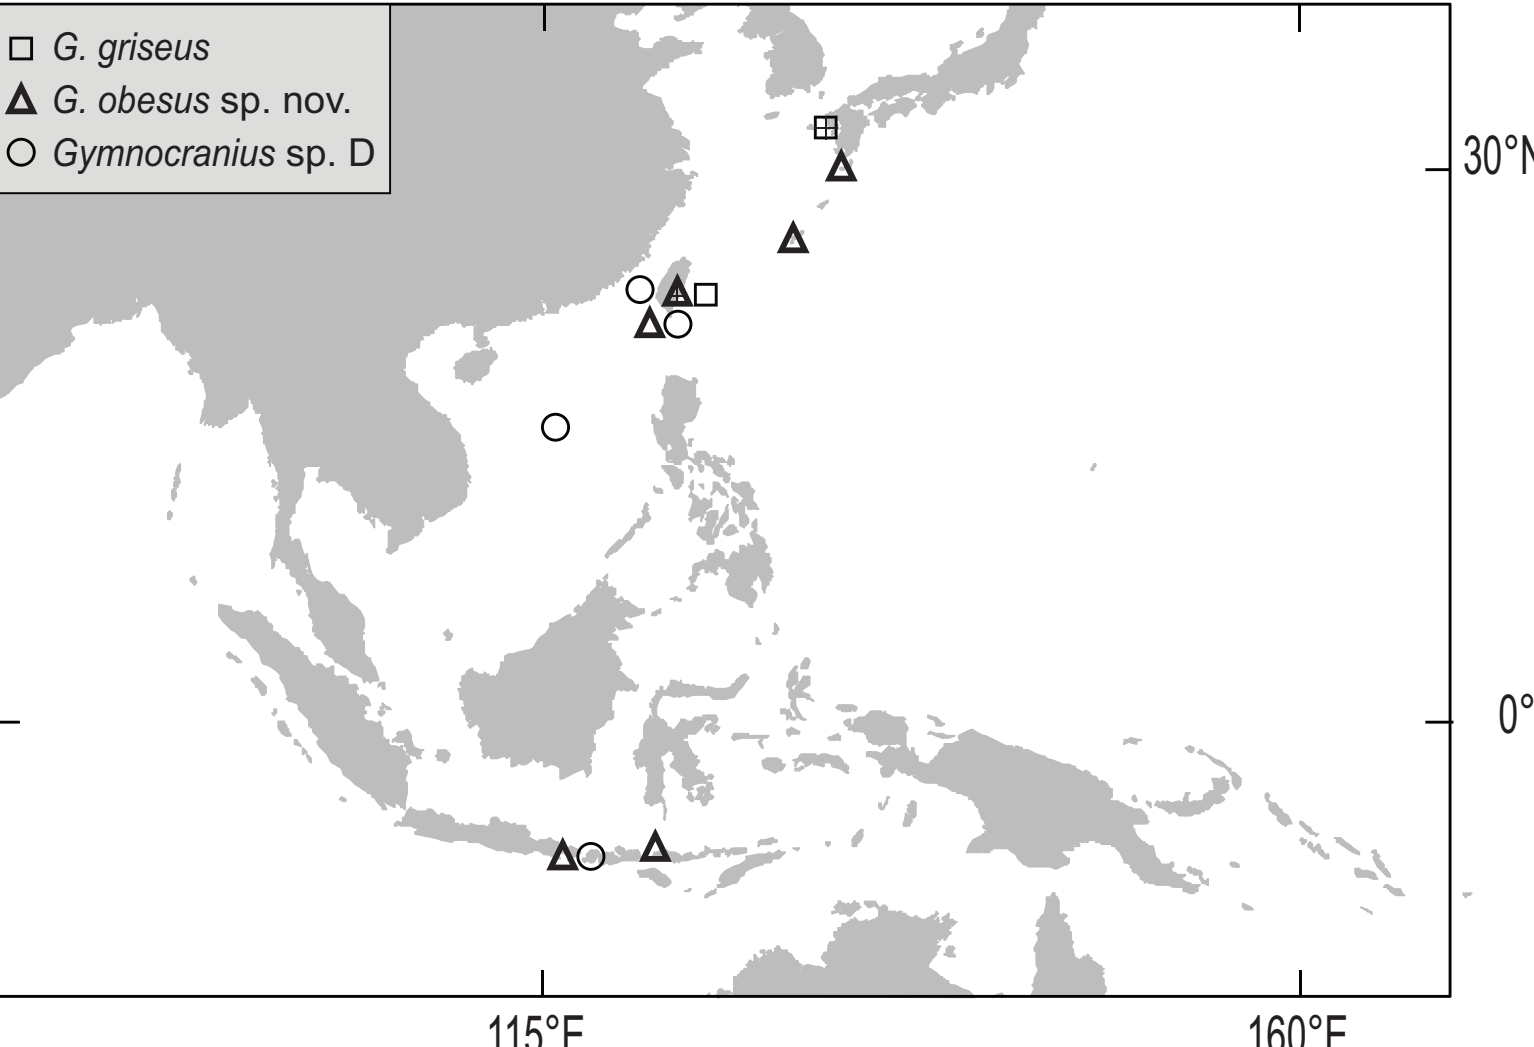 G. griseus
G. obesus sp. nov.
Gymnocranius sp. D
30°N
0°
115°E
160°E